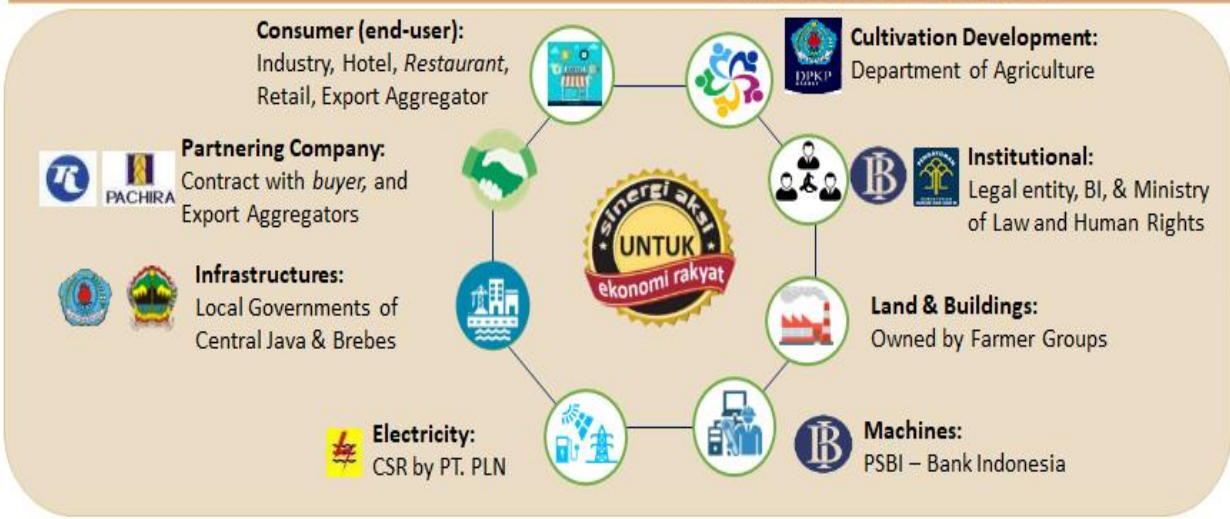 Consumer (end-user):
Industry, Hotel, Restaurant,
Retail, Export Aggregator
Cultivation Development:
Department of Agriculture
DPKP
Partnering Company:
Contract with buyer, and
Export Aggregators
PACHIRA
Institutional:
Legal entity, BI, & Ministry
of Law and Human Rights
sinergi aksi
UNTUK
ekonomi rakyat
Infrastructures:
Local Governments of
Central Java & Brebes
Land & Buildings:
Owned by Farmer Groups
Electricity:
CSR by PT. PLN
Machines:
PSBI – Bank Indonesia